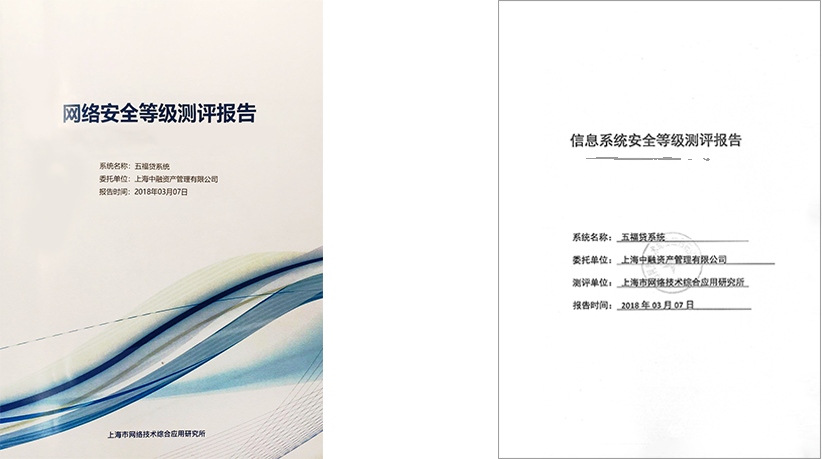 网络安全等级测评报告
系统名称：五福贷系统
委托单位：上海中融资产管理有限公司
报告时间：2018年03月07日
上海市网络技术综合应用研究所
信息系统安全等级测评报告
系统名称：五福贷系统
委托单位：上海中融资产管理有限公司
测评单位：上海市网络技术综合应用研究所
报告时间：2018 年 03 月 07 日